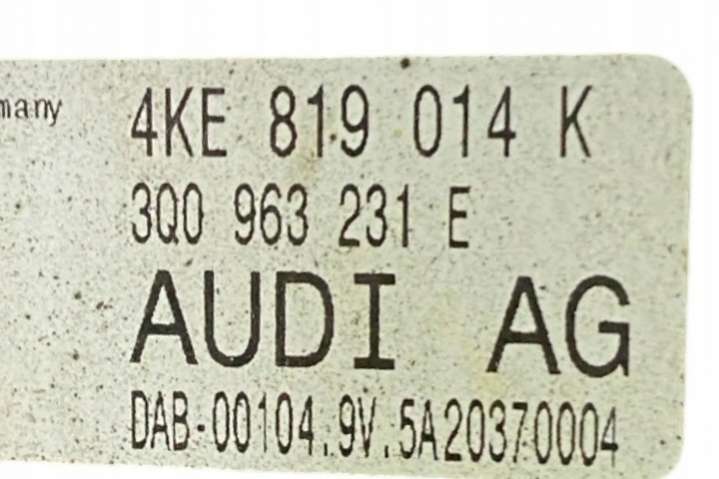 many
4KE 819 014 K
3Q0 963 231 E
AUDI AG
DAB-00104.9V.5A20370004